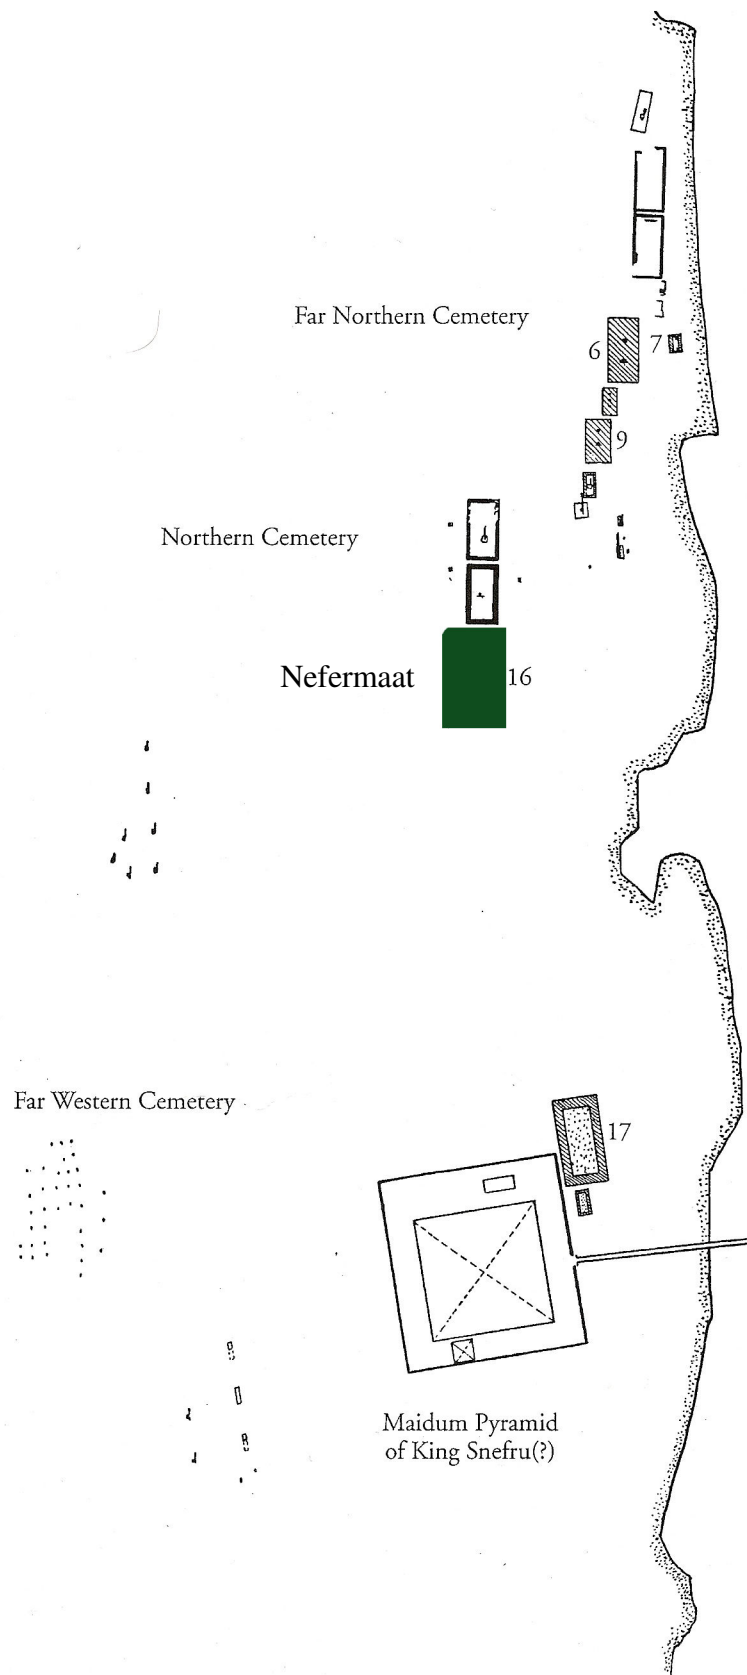 Far Northern Cemetery
6
7
9
Northern Cemetery
Nefermaat
16
Far Western Cemetery
17
Maidum Pyramid
of King Snefru(?)